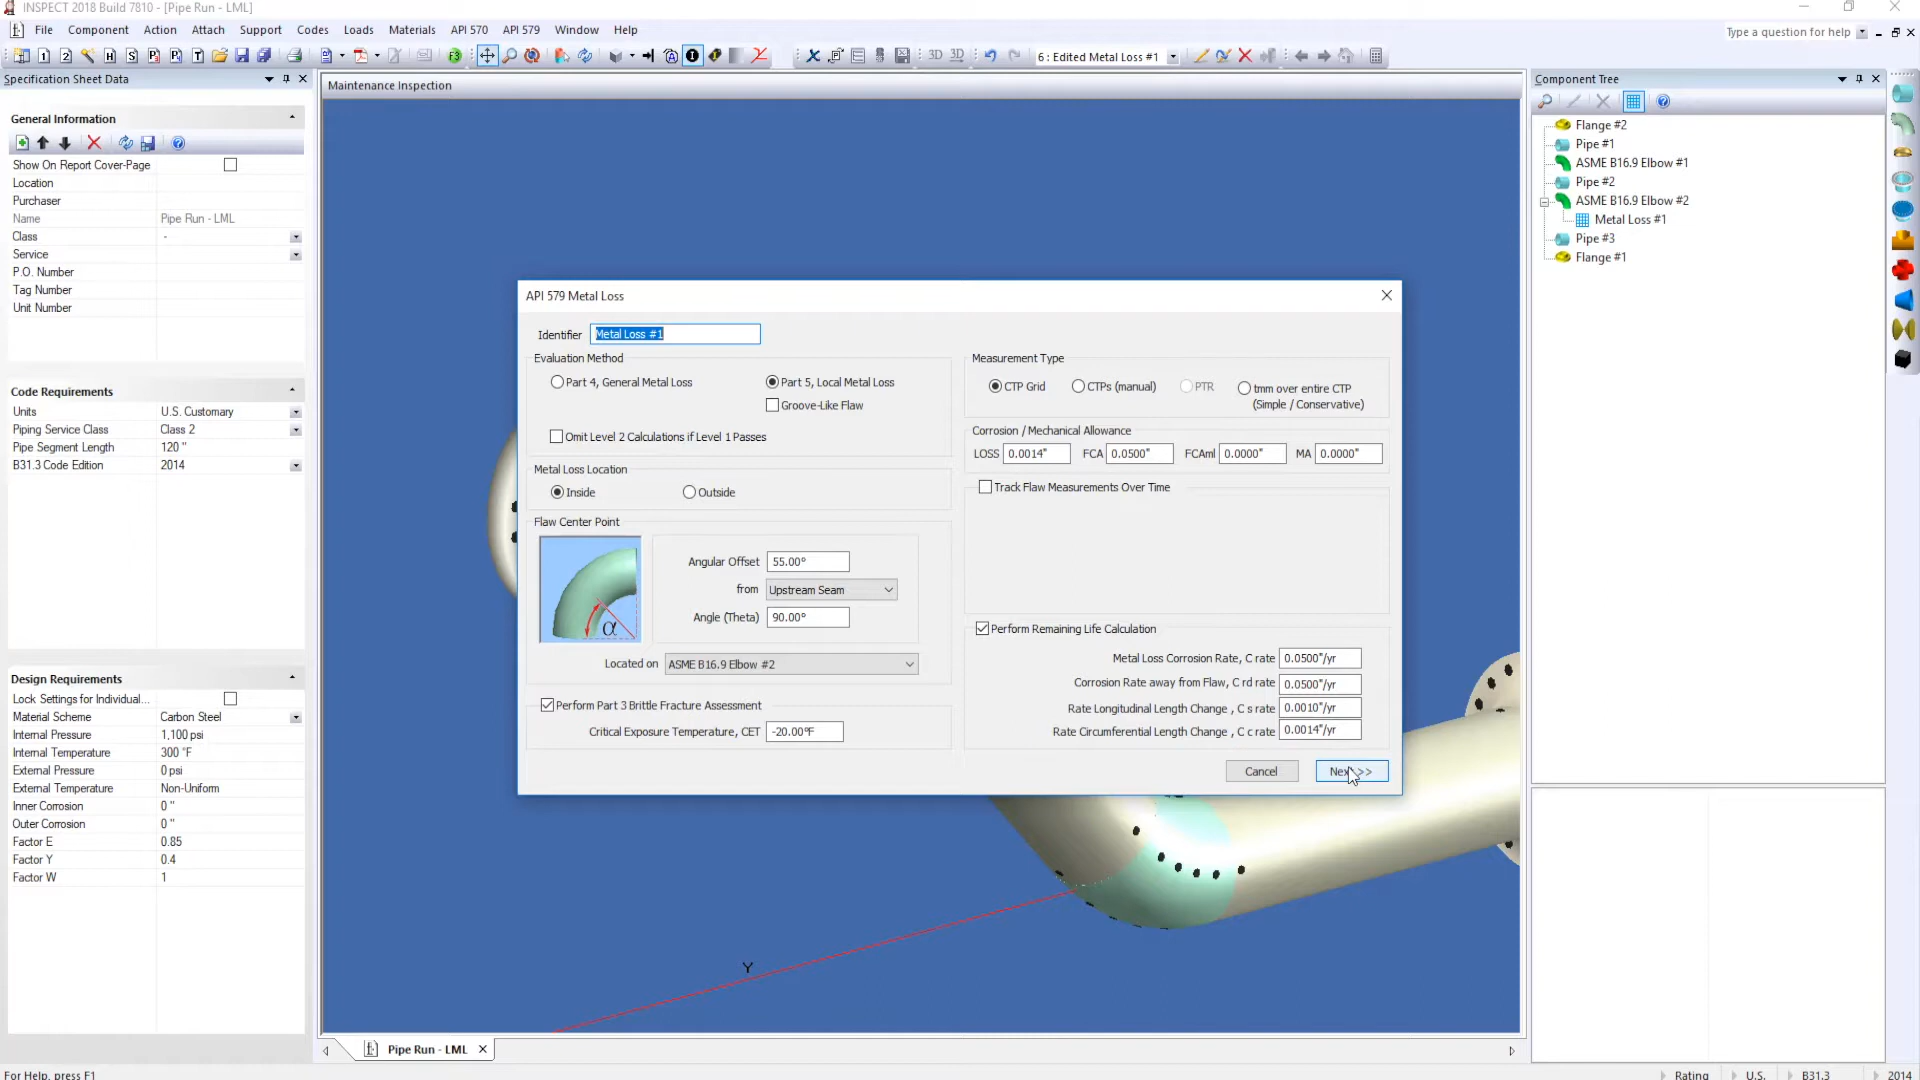 INSPECT 2018 Build 7810 - [Pipe Run - LML]
File Component Action Attach Support Codes Loads Materials API 570 API 579 Window Help
Type a question for help
6 : Edited Metal Loss #1
Specification Sheet Data
General Information
Show On Report Cover-Page
Location
Purchaser
Name Pipe Run - LML
Class -
Service
P.O. Number
Tag Number
Unit Number
Code Requirements
Units U.S. Customary
Piping Service Class Class 2
Pipe Segment Length 120 "
B31.3 Code Edition 2014
Design Requirements
Lock Settings for Individual...
Material Scheme Carbon Steel
Internal Pressure 1,100 psi
Internal Temperature 300 °F
External Pressure 0 psi
External Temperature Non-Uniform
Inner Corrosion 0 "
Outer Corrosion 0 "
Factor E 0.85
Factor Y 0.4
Factor W 1
Maintenance Inspection
API 579 Metal Loss
Identifier Metal Loss #1
Evaluation Method
Part 4, General Metal Loss Part 5, Local Metal Loss
Groove-Like Flaw
Omit Level 2 Calculations if Level 1 Passes
Metal Loss Location
Inside Outside
Flaw Center Point
α
Angular Offset 55.00°
from Upstream Seam
Angle (Theta) 90.00°
Located on ASME B16.9 Elbow #2
Perform Part 3 Brittle Fracture Assessment
Critical Exposure Temperature, CET -20.00°F
Measurement Type
CTP Grid CTPs (manual) PTR tmm over entire CTP
(Simple / Conservative)
Corrosion / Mechanical Allowance
LOSS 0.0014" FCA 0.0500" FCAml 0.0000" MA 0.0000"
Track Flaw Measurements Over Time
Perform Remaining Life Calculation
Metal Loss Corrosion Rate, C rate 0.0500"/yr
Corrosion Rate away from Flaw, C rd rate 0.0500"/yr
Rate Longitudinal Length Change , C s rate 0.0010"/yr
Rate Circumferential Length Change , C c rate 0.0014"/yr
Cancel Next >>
Y
Component Tree
Flange #2
Pipe #1
ASME B16.9 Elbow #1
Pipe #2
ASME B16.9 Elbow #2
Metal Loss #1
Pipe #3
Flange #1
Pipe Run - LML
For Help, press F1
Rating U.S. B31.3 2014